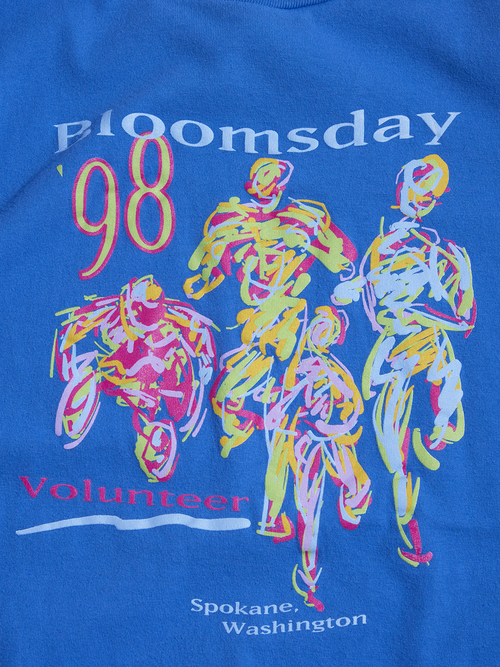 Bloomsday
'98
Volunteer
Spokane,
Washington